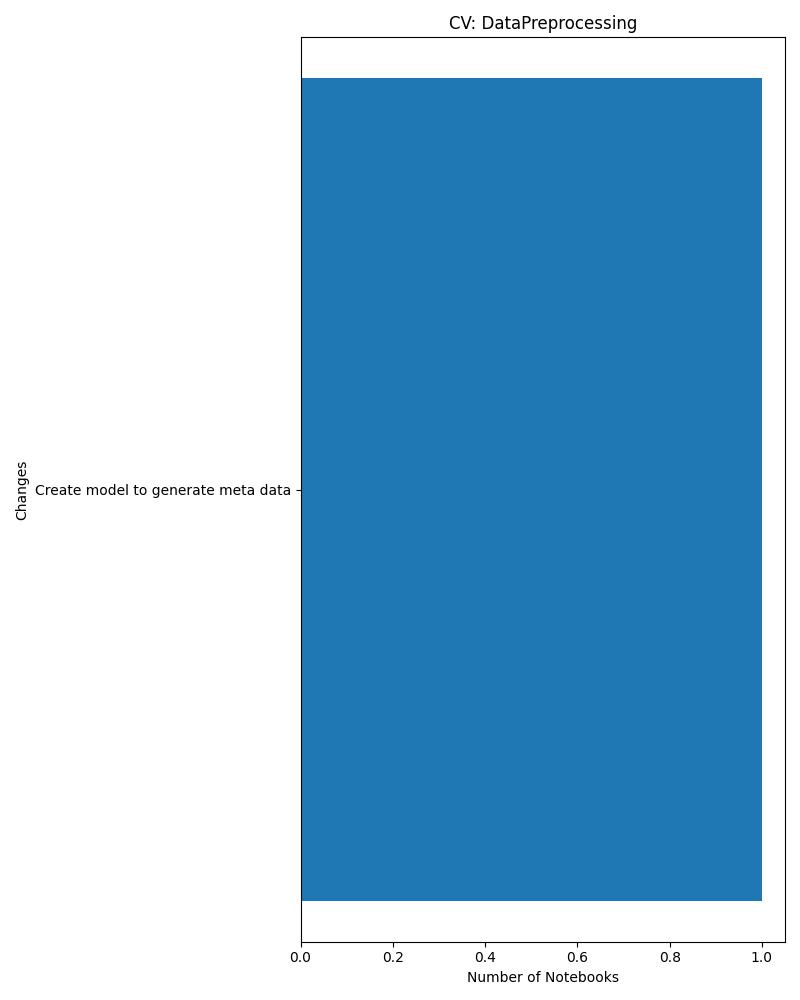 CV: DataPreprocessing
Changes
Create model to generate meta data
0.0
0.2
0.4
0.6
0.8
1.0
Number of Notebooks